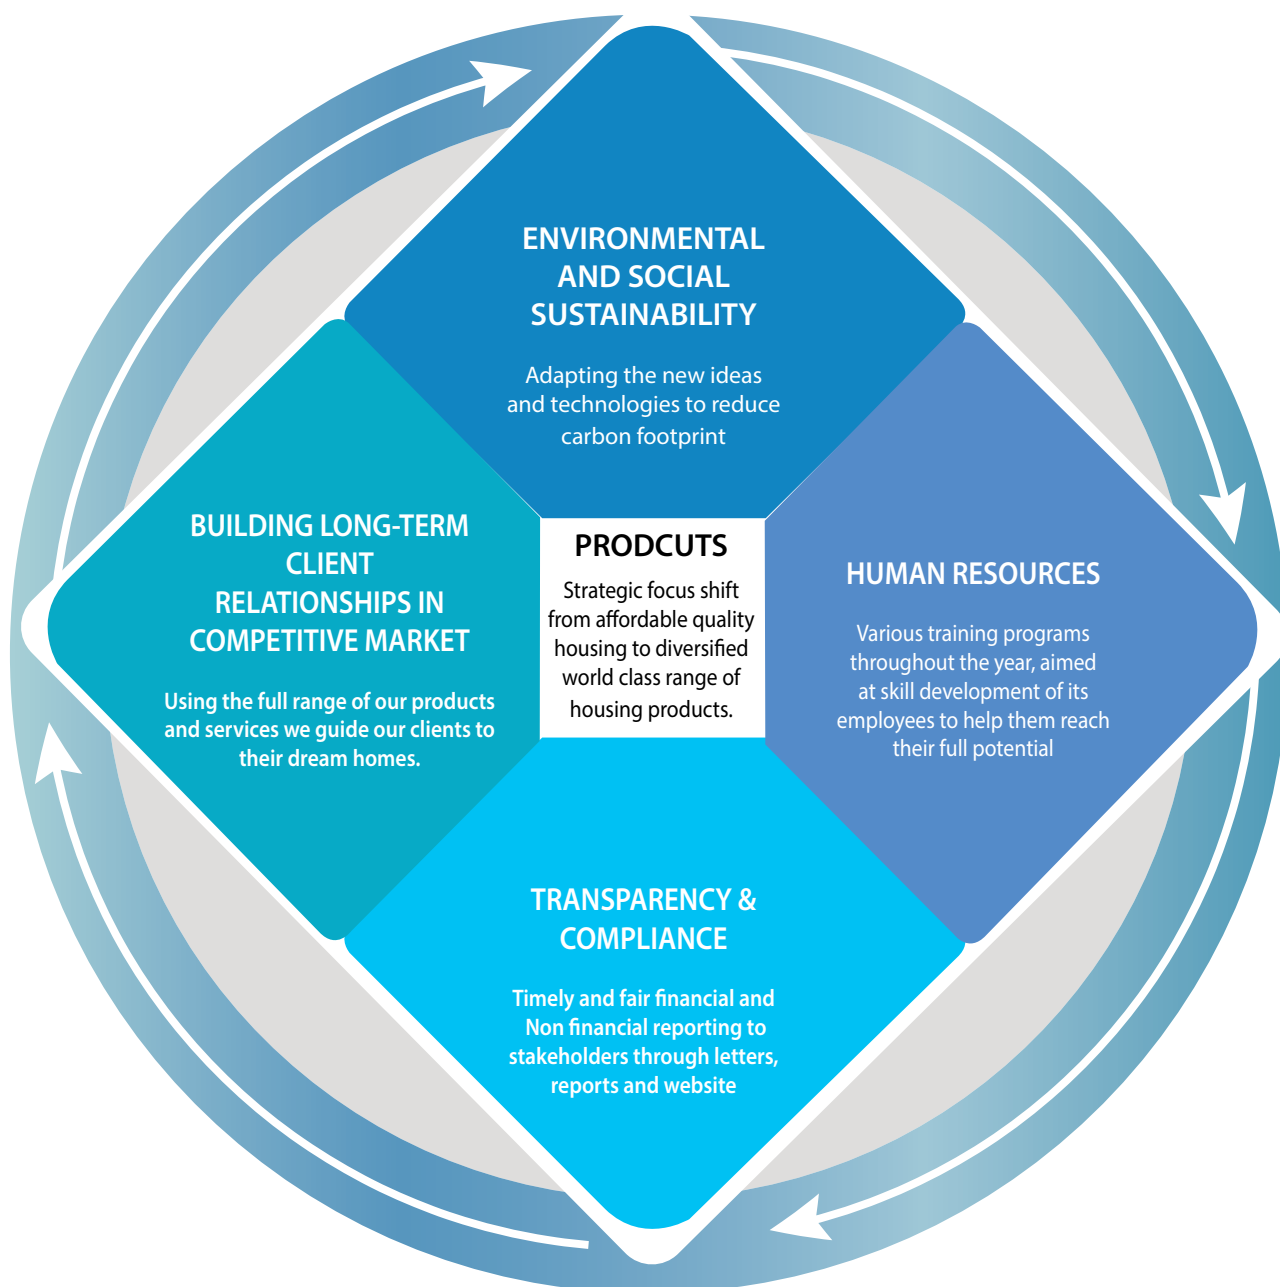 ENVIRONMENTAL
AND SOCIAL
SUSTAINABILITY
Adapting the new ideas
and technologies to reduce
carbon footprint
BUILDING LONG-TERM
CLIENT
RELATIONSHIPS IN
COMPETITIVE MARKET
Using the full range of our products
and services we guide our clients to
their dream homes.
PRODCUTS
Strategic focus shift
from affordable quality
housing to diversified
world class range of
housing products.
HUMAN RESOURCES
Various training programs
throughout the year, aimed
at skill development of its
employees to help them reach
their full potential
TRANSPARENCY &
COMPLIANCE
Timely and fair financial and
Non financial reporting to
stakeholders through letters,
reports and website